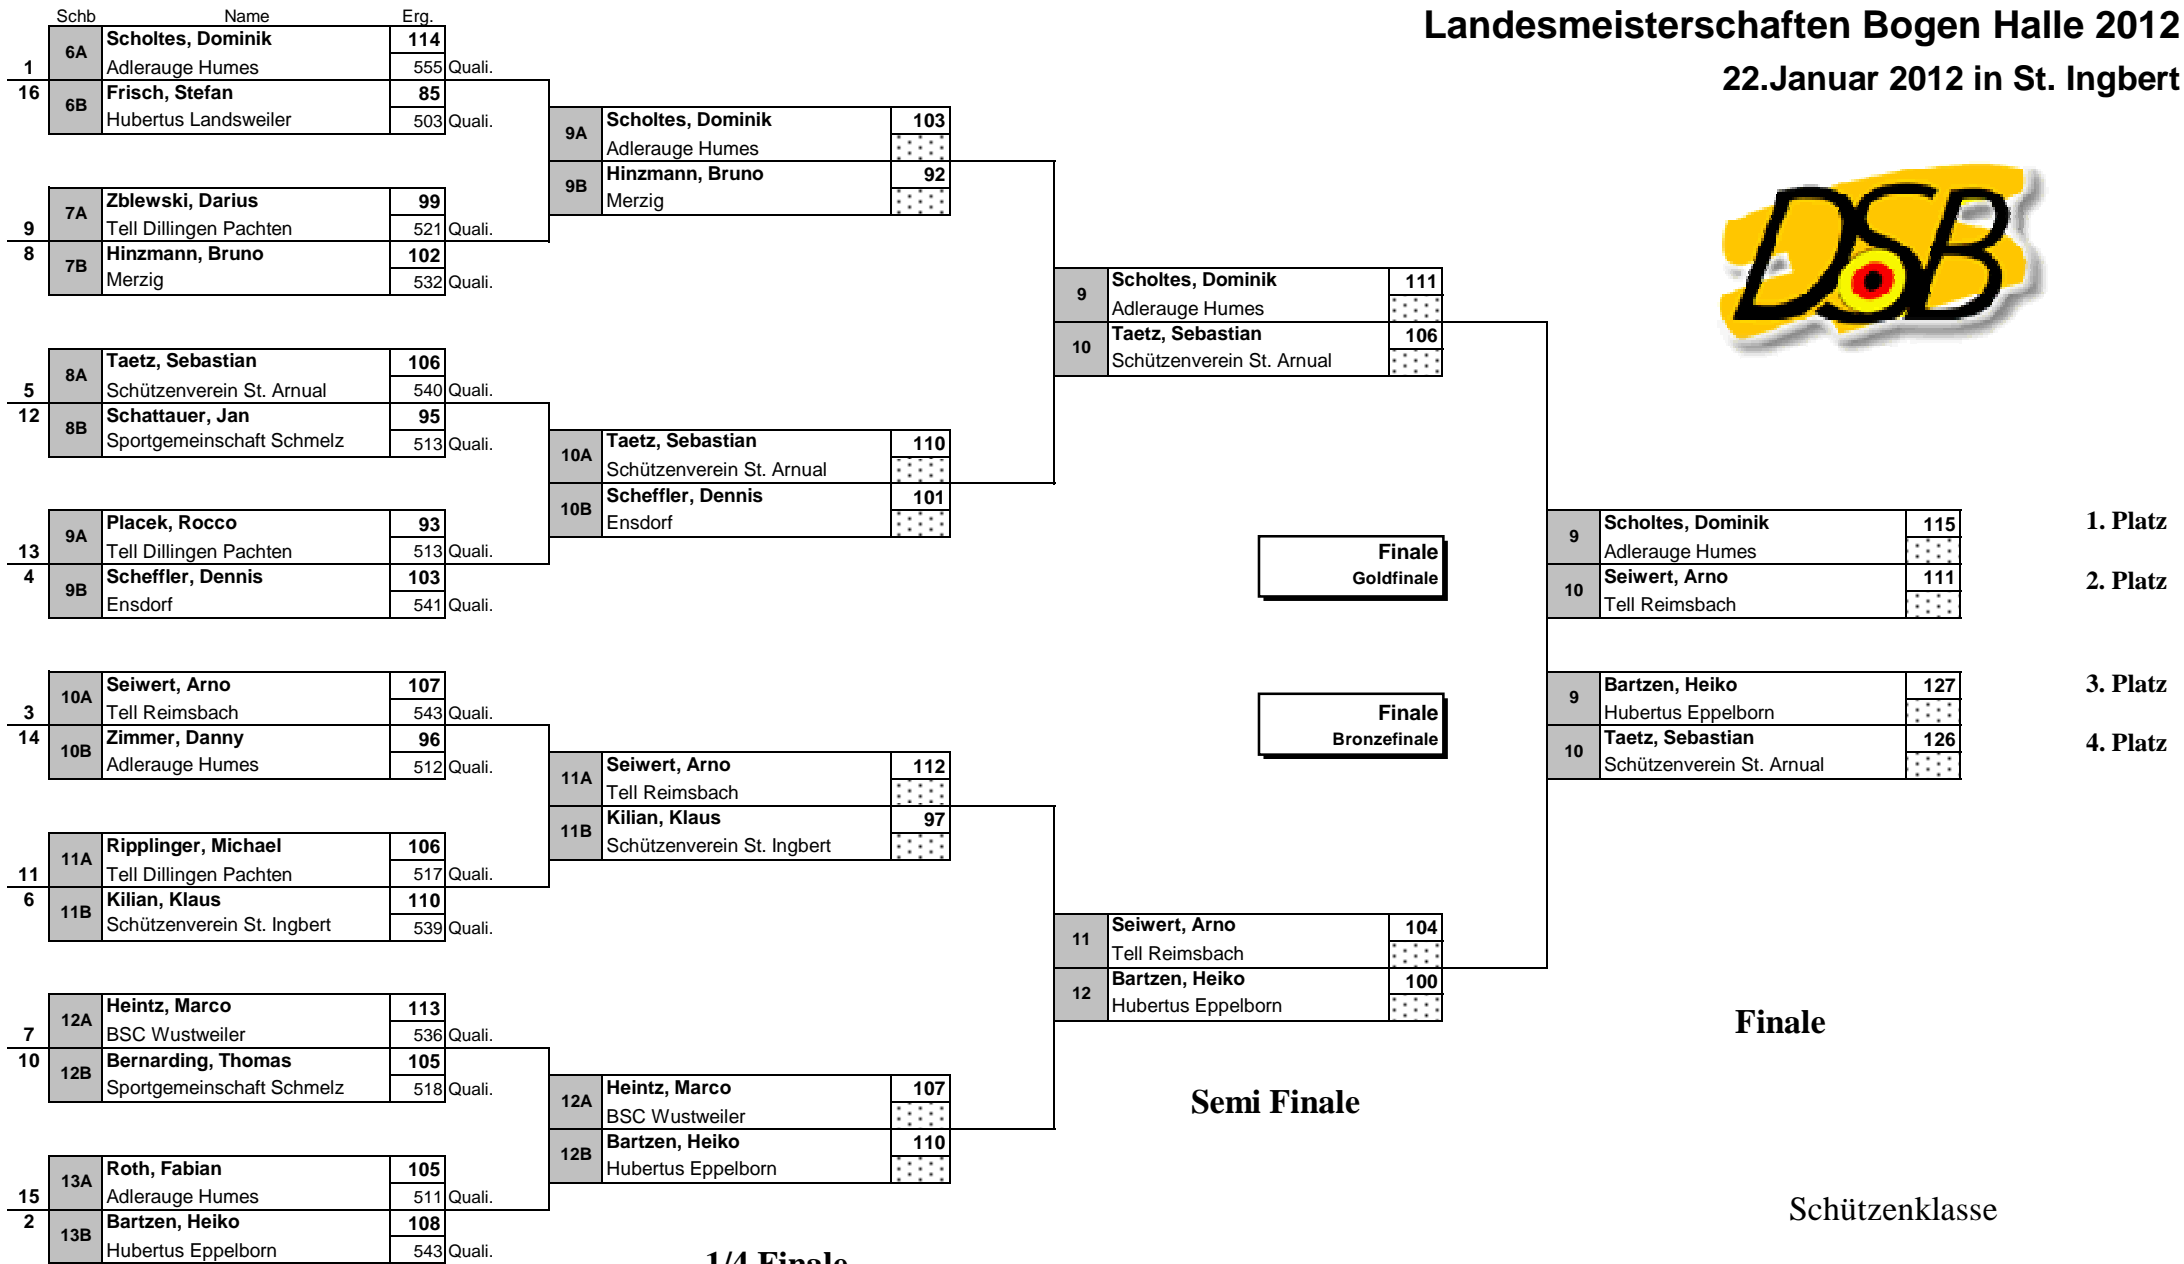 Landesmeisterschaften Bogen Halle 2012
22.Januar 2012 in St. Ingbert
DSB
Schb Name Erg.
6A Scholtes, Dominik 114
1 Adlerauge Humes 555 Quali.
16 6B Frisch, Stefan 85
Hubertus Landsweiler 503 Quali.
7A Zblewski, Darius 99
9 Tell Dillingen Pachten 521 Quali.
8 7B Hinzmann, Bruno 102
Merzig 532 Quali.
8A Taetz, Sebastian 106
5 Schützenverein St. Arnual 540 Quali.
12 8B Schattauer, Jan 95
Sportgemeinschaft Schmelz 513 Quali.
9A Placek, Rocco 93
13 Tell Dillingen Pachten 513 Quali.
4 9B Scheffler, Dennis 103
Ensdorf 541 Quali.
10A Seiwert, Arno 107
3 Tell Reimsbach 543 Quali.
14 10B Zimmer, Danny 96
Adlerauge Humes 512 Quali.
11A Ripplinger, Michael 106
11 Tell Dillingen Pachten 517 Quali.
6 11B Kilian, Klaus 110
Schützenverein St. Ingbert 539 Quali.
12A Heintz, Marco 113
7 BSC Wustweiler 536 Quali.
10 12B Bernarding, Thomas 105
Sportgemeinschaft Schmelz 518 Quali.
13A Roth, Fabian 105
15 Adlerauge Humes 511 Quali.
2 13B Bartzen, Heiko 108
Hubertus Eppelborn 543 Quali.
9A Scholtes, Dominik 103
Adlerauge Humes
9B Hinzmann, Bruno 92
Merzig
10A Taetz, Sebastian 110
Schützenverein St. Arnual
10B Scheffler, Dennis 101
Ensdorf
11A Seiwert, Arno 112
Tell Reimsbach
11B Kilian, Klaus 97
Schützenverein St. Ingbert
12A Heintz, Marco 107
BSC Wustweiler
12B Bartzen, Heiko 110
Hubertus Eppelborn
1/4 Finale
9 Scholtes, Dominik 111
Adlerauge Humes
10 Taetz, Sebastian 106
Schützenverein St. Arnual
11 Seiwert, Arno 104
Tell Reimsbach
12 Bartzen, Heiko 100
Hubertus Eppelborn
Semi Finale
Finale
Goldfinale
9 Scholtes, Dominik 115 1. Platz
Adlerauge Humes
10 Seiwert, Arno 111 2. Platz
Tell Reimsbach
Finale
Bronzefinale
9 Bartzen, Heiko 127 3. Platz
Hubertus Eppelborn
10 Taetz, Sebastian 126 4. Platz
Schützenverein St. Arnual
Finale
Schützenklasse